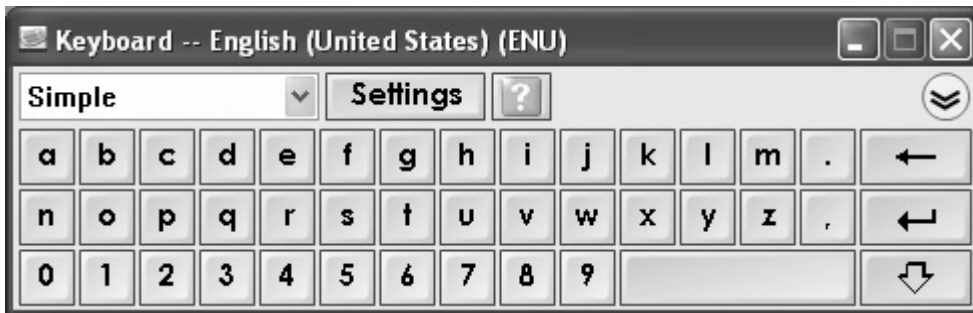 Keyboard -- English (United States) (ENU)
Simple Settings ?
a b c d e f g h i j k l m .
n o p q r s t u v w x y z ,
0 1 2 3 4 5 6 7 8 9